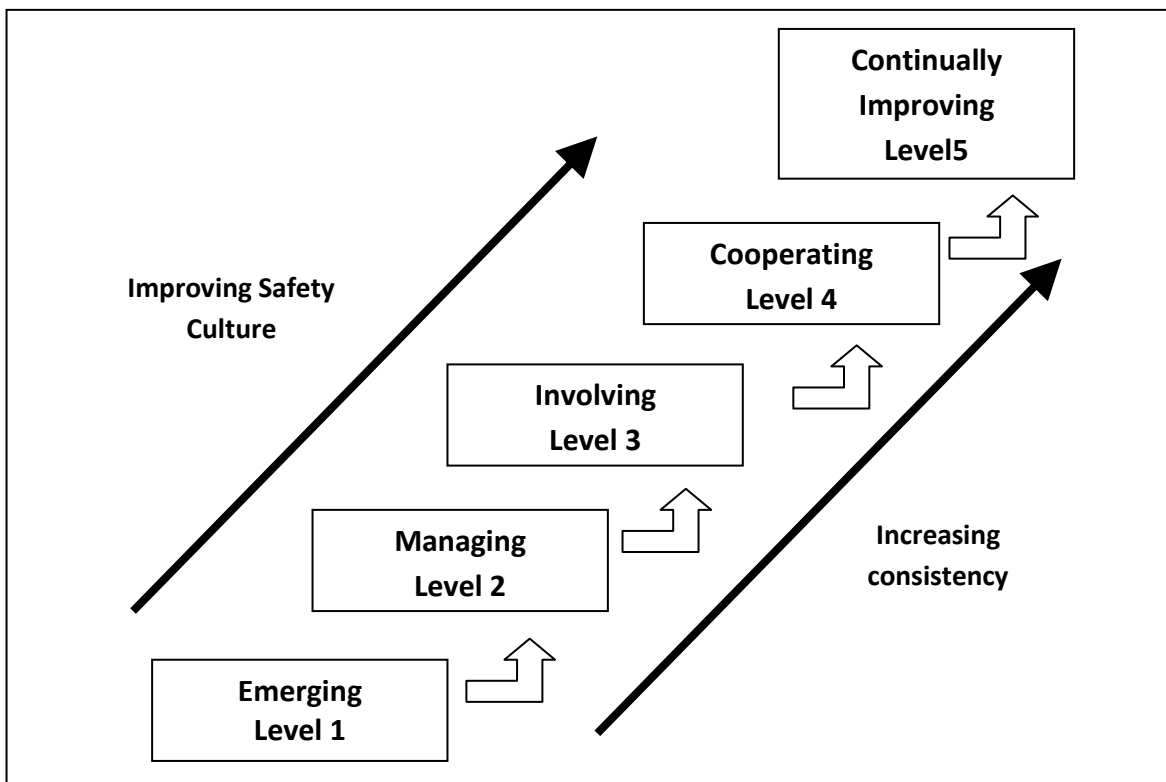 Continually
Improving
Level5
Cooperating
Level 4
Improving Safety
Culture
Involving
Level 3
Managing
Level 2
Increasing
consistency
Emerging
Level 1